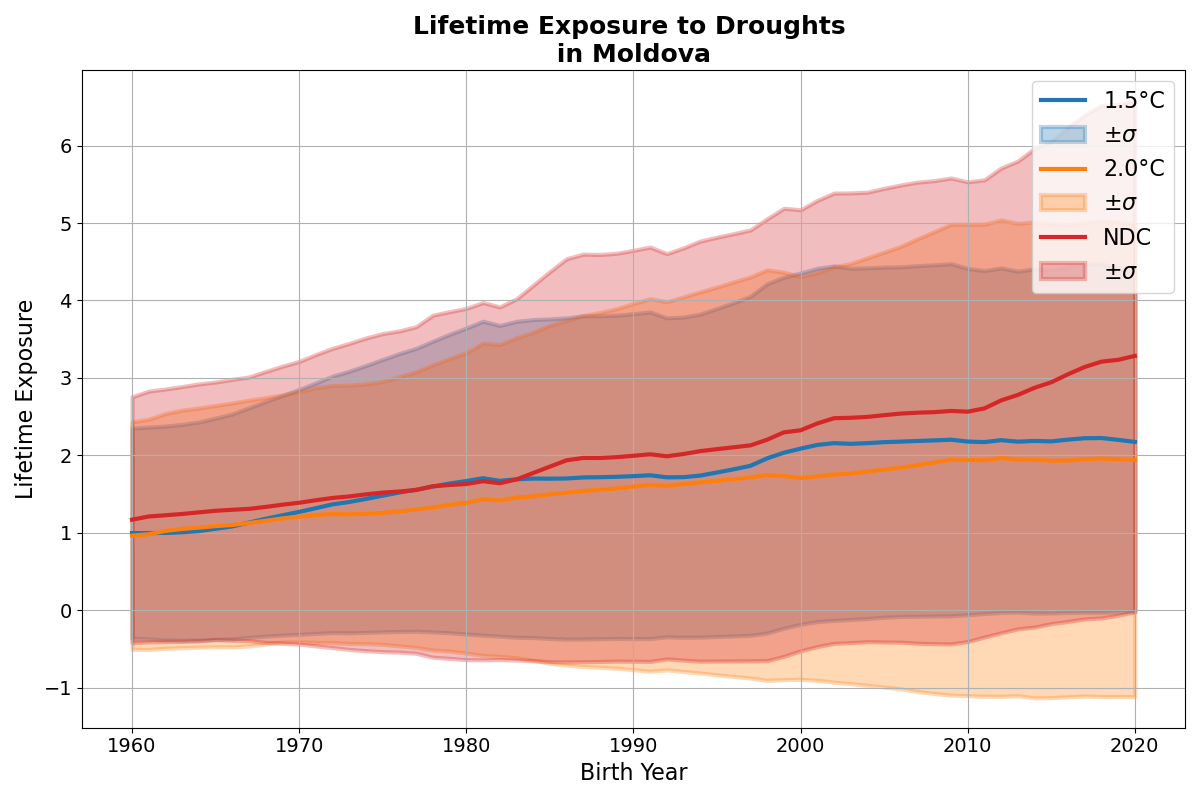 Lifetime Exposure to Droughts
in Moldova
1.5°C
±σ
2.0°C
±σ
NDC
±σ
Lifetime Exposure
6
5
4
3
2
1
0
−1
1960 1970 1980 1990 2000 2010 2020
Birth Year